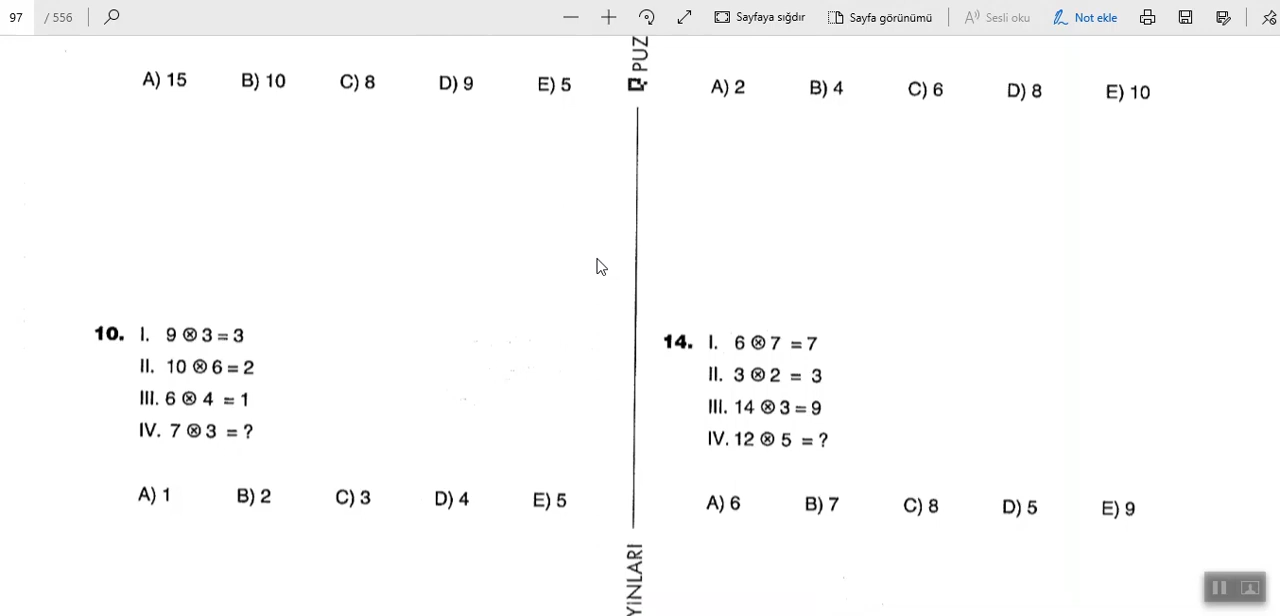 97 / 556 Sayfaya sığdır Sayfa görünümü A Sesli oku Not ekle
A) 15 B) 10 C) 8 D) 9 E) 5
10. I. 9 ⊗ 3 = 3
II. 10 ⊗ 6 = 2
III. 6 ⊗ 4 = 1
IV. 7 ⊗ 3 = ?
A) 1 B) 2 C) 3 D) 4 E) 5
PUZ
YINLARI
A) 2 B) 4 C) 6 D) 8 E) 10
14. I. 6 ⊗ 7 = 7
II. 3 ⊗ 2 = 3
III. 14 ⊗ 3 = 9
IV. 12 ⊗ 5 = ?
A) 6 B) 7 C) 8 D) 5 E) 9